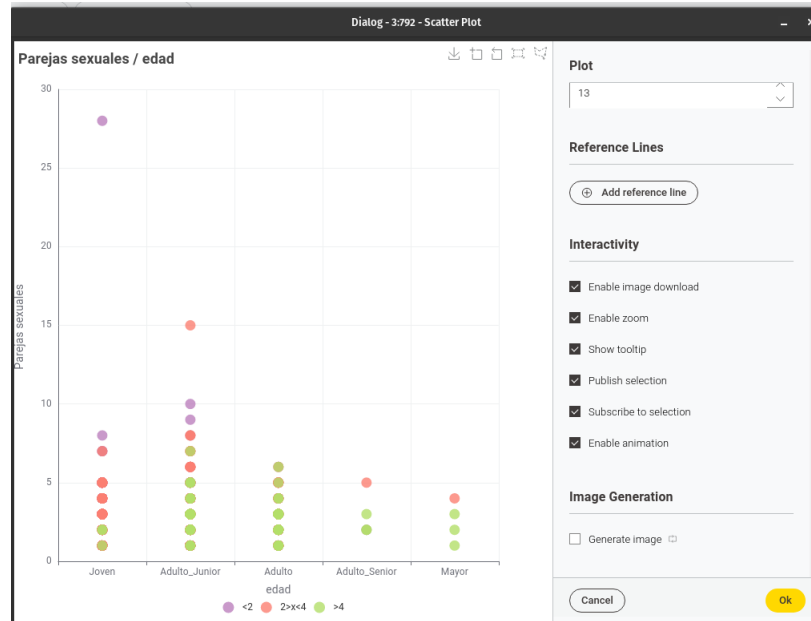 Dialog - 3:792 - Scatter Plot
Parejas sexuales / edad
30
25
20
15
10
5
0
Parejas sexuales
Joven Adulto_Junior Adulto Adulto_Senior Mayor
edad
<2 2>x<4 >4
Plot
13
Reference Lines
Add reference line
Interactivity
Enable image download
Enable zoom
Show tooltip
Publish selection
Subscribe to selection
Enable animation
Image Generation
Generate image
Cancel Ok